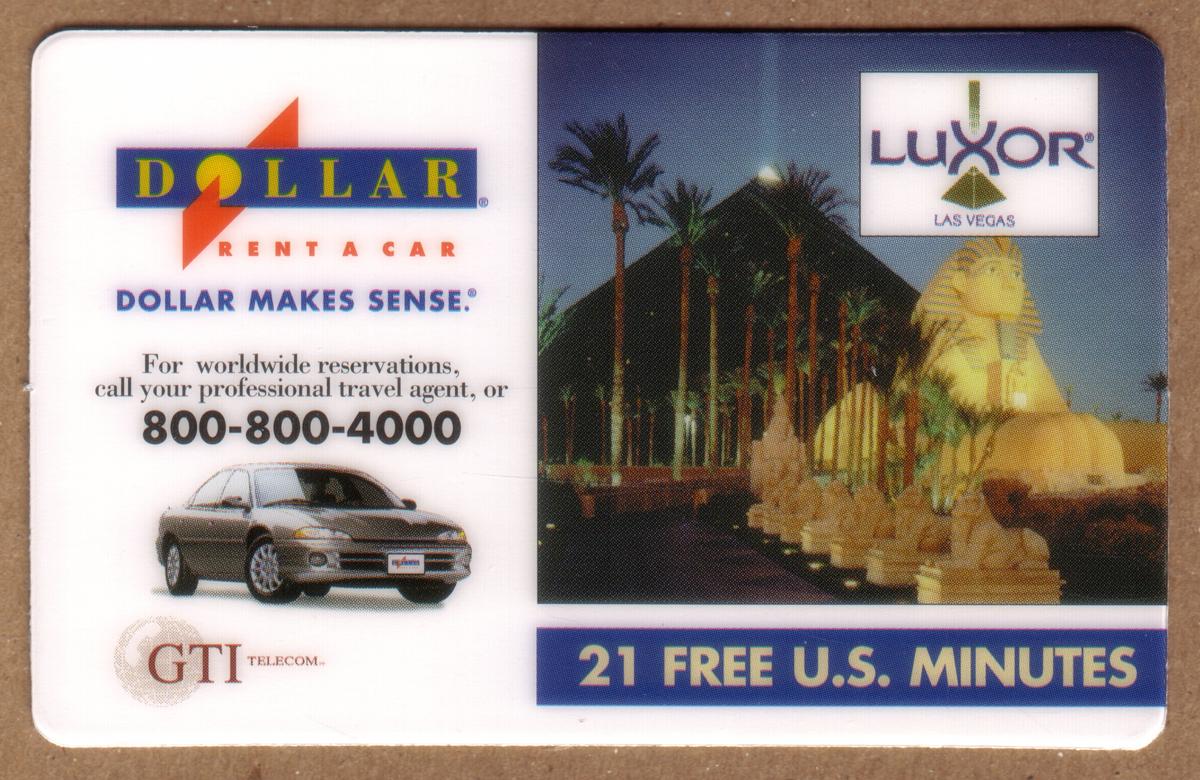 DOLLAR®
RENT A CAR
DOLLAR MAKES SENSE.®
For worldwide reservations,
call your professional travel agent, or
800-800-4000
GTI TELECOM
LUXOR®
LAS VEGAS
21 FREE U.S. MINUTES